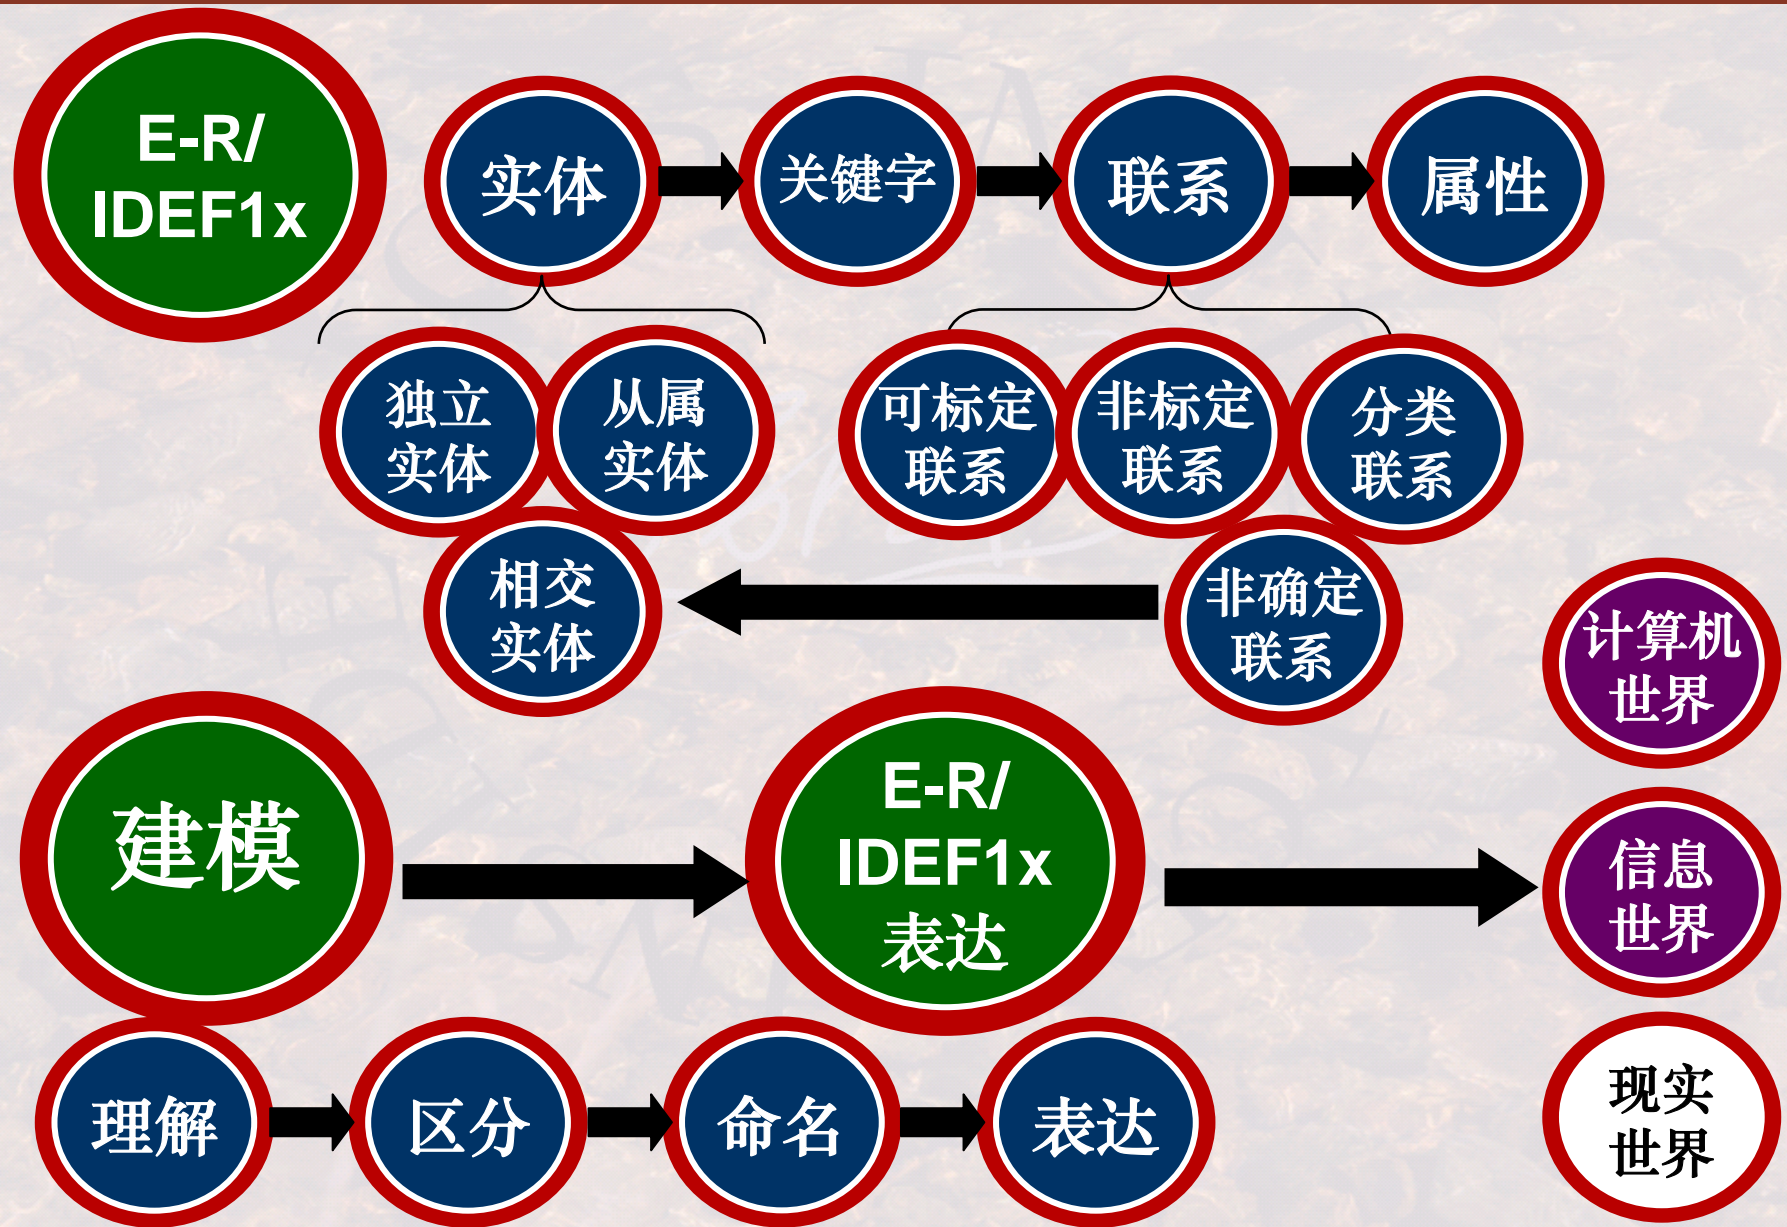 E-R/
IDEF1x
实体
关键字
联系
属性
独立
实体
从属
实体
可标定
联系
非标定
联系
分类
联系
相交
实体
非确定
联系
计算机
世界
建模
E-R/
IDEF1x
表达
信息
世界
理解
区分
命名
表达
现实
世界